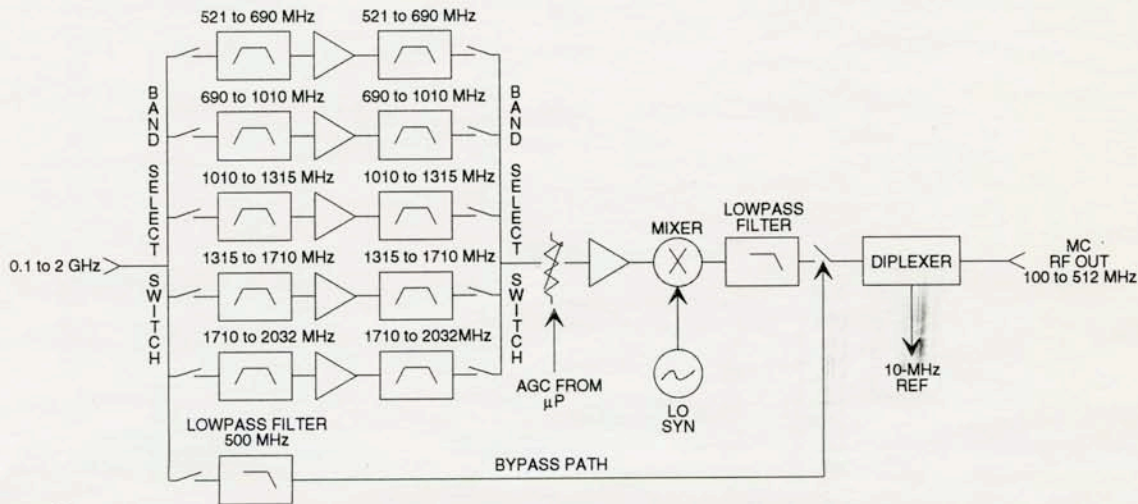 521 to 690 MHz
521 to 690 MHz
690 to 1010 MHz
690 to 1010 MHz
1010 to 1315 MHz
1010 to 1315 MHz
1315 to 1710 MHz
1315 to 1710 MHz
1710 to 2032 MHz
1710 to 2032MHz
BAND SELECT SWITCH
BAND SELECT SWITCH
0.1 to 2 GHz
LOWPASS FILTER
500 MHz
BYPASS PATH
AGC FROM
μP
MIXER
X
LO
SYN
LOWPASS
FILTER
DIPLEXER
10-MHz
REF
MC
RF OUT
100 to 512 MHz